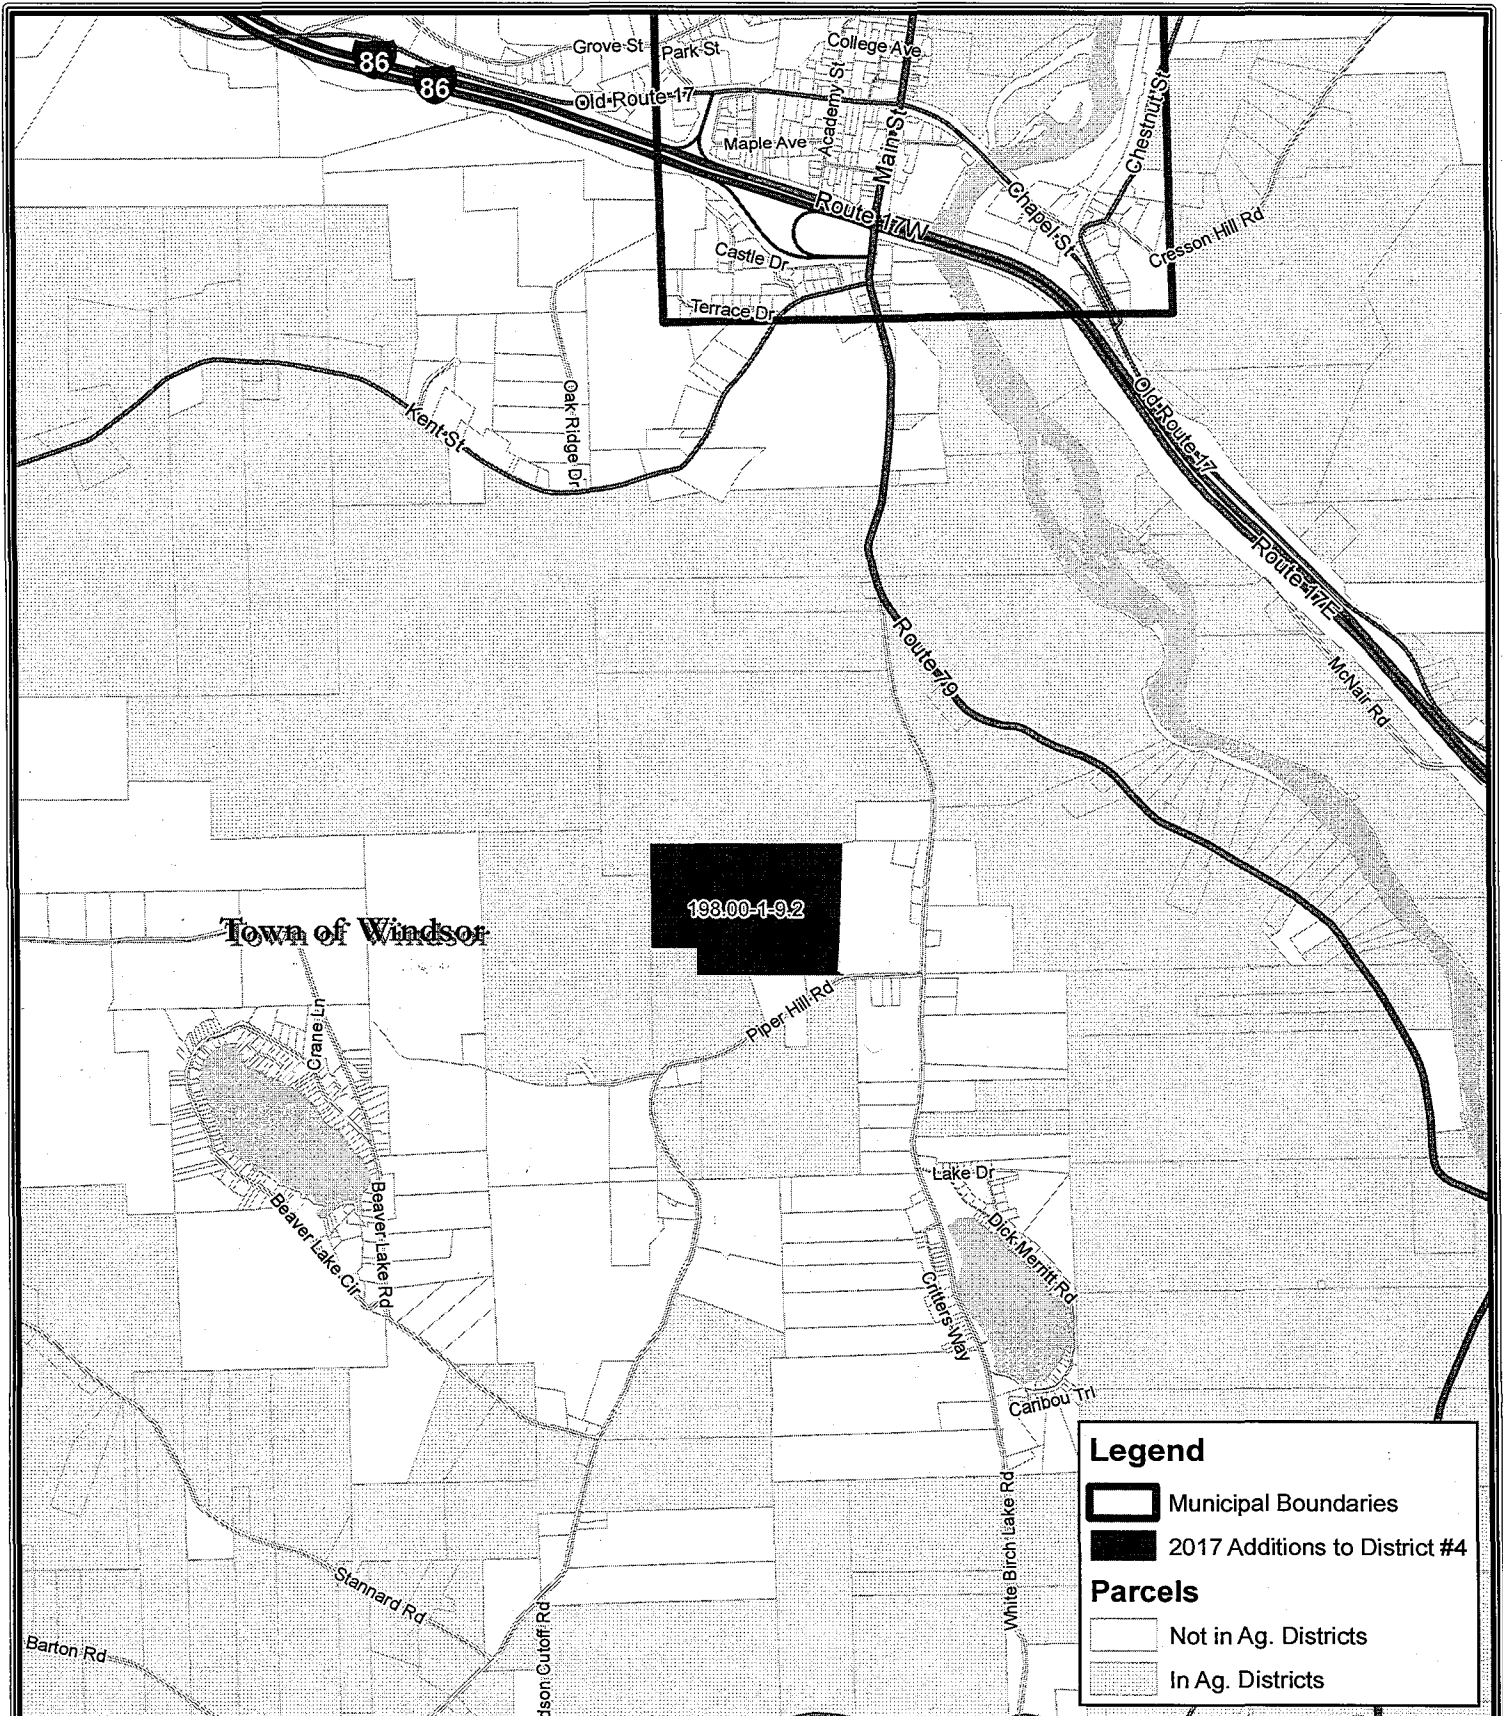 Grove St
Park St
College Ave
86
86
Old Route 17
Maple Ave
Academy St
Main St
Chestnut St
Route 17W
Chapel St
Cresson Hill Rd
Castle Dr
Terrace Dr
Kent St
Oak Ridge Dr
Old Route 17
Route 17E
Route 79
McNair Rd
198.00-1-9.2
Town of Windsor
Crane Ln
Piper Hill Rd
Lake Dr
Beaver Lake Cir
Beaver Lake Rd
Dick Merritt Rd
Critters Way
Caribou Trl
White Birch Lake Rd
Stannard Rd
Barton Rd
dson Cutoff Rd
Legend
Municipal Boundaries
2017 Additions to District #4
Parcels
Not in Ag. Districts
In Ag. Districts